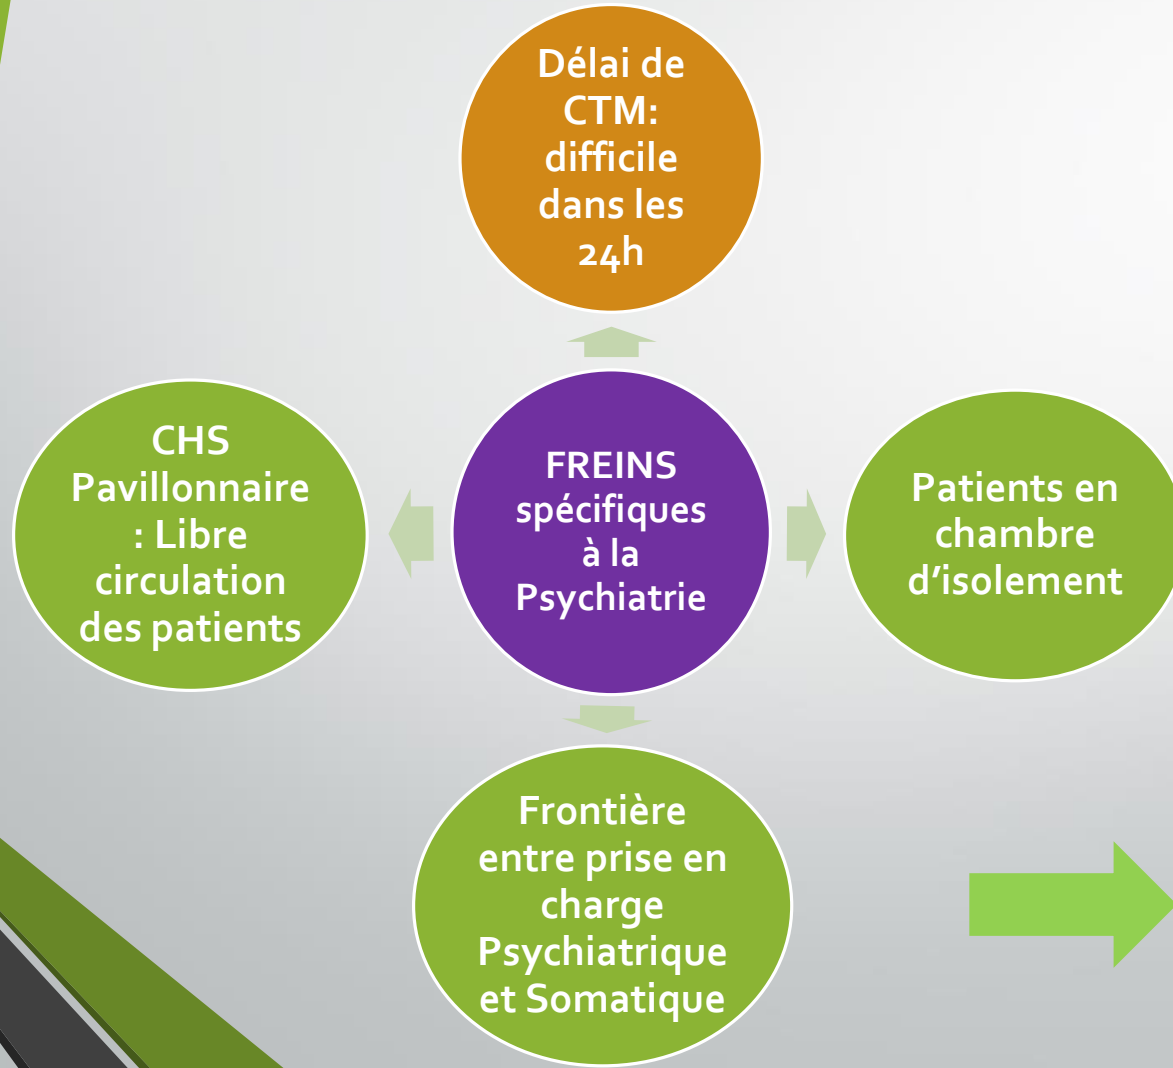 Délai de
CTM:
difficile
dans les
24h
CHS
Pavillonnaire
: Libre
circulation
des patients
FREINS
spécifiques
à la
Psychiatrie
Patients en
chambre
d'isolement
Frontière
entre prise en
charge
Psychiatrique
et Somatique